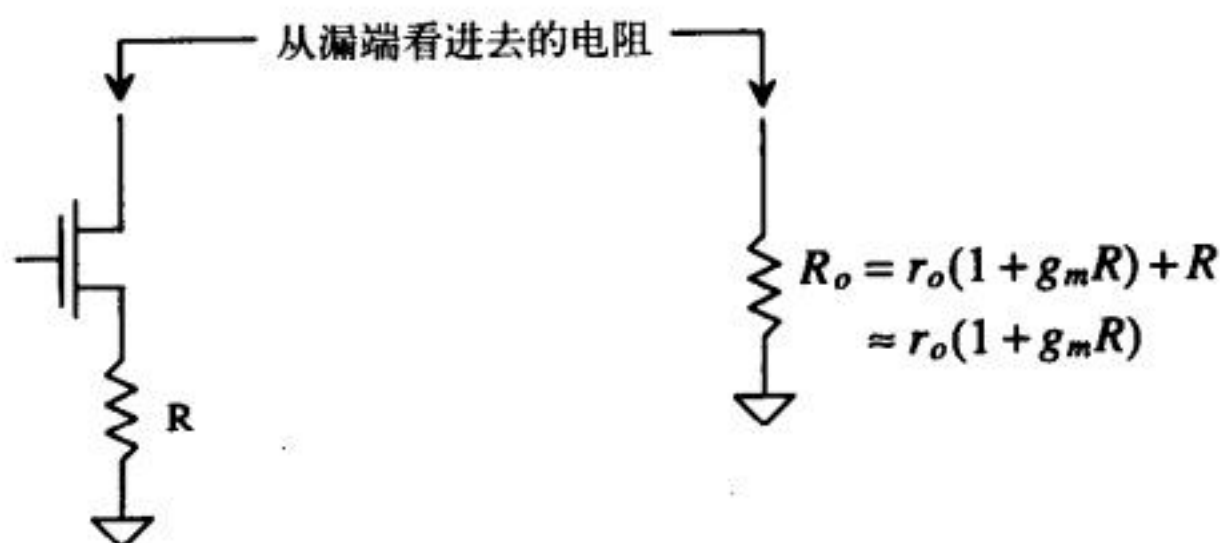 从漏端看进去的电阻
R
R_o = r_o(1 + g_mR) + R
≈ r_o(1 + g_mR)